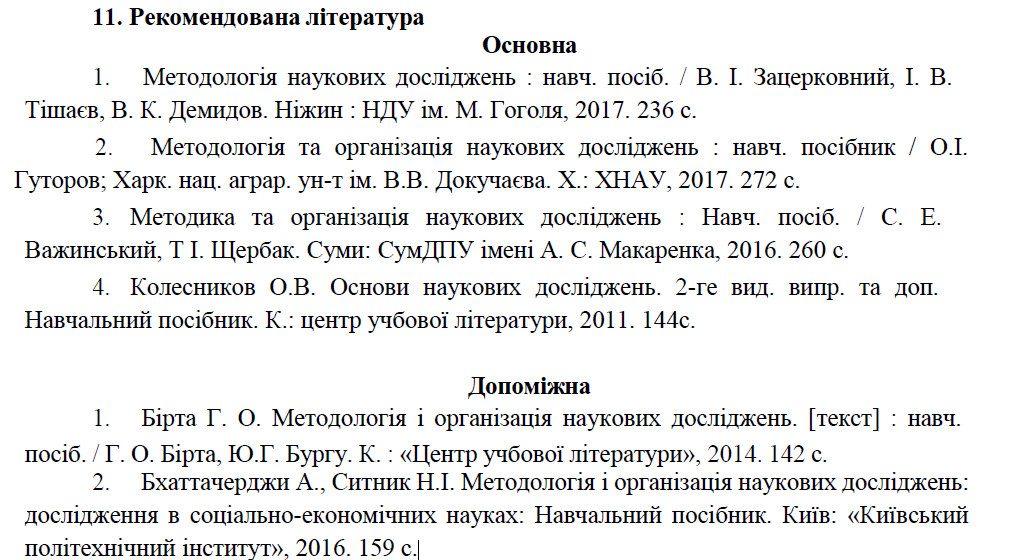 11. Рекомендована література
Основна
1. Методологія наукових досліджень : навч. посіб. / В. І. Зацерковний, І. В.
Тішаєв, В. К. Демидов. Ніжин : НДУ ім. М. Гоголя, 2017. 236 с.
2. Методологія та організація наукових досліджень : навч. посібник / О.І.
Гуторов; Харк. нац. аграр. ун-т ім. В.В. Докучаєва. Х.: ХНАУ, 2017. 272 с.
3. Методика та організація наукових досліджень : Навч. посіб. / С. Е.
Важинський, Т І. Щербак. Суми: СумДПУ імені А. С. Макаренка, 2016. 260 с.
4. Колесников О.В. Основи наукових досліджень. 2-ге вид. випр. та доп.
Навчальний посібник. К.: центр учбової літератури, 2011. 144с.
Допоміжна
1. Бірта Г. О. Методологія і організація наукових досліджень. [текст] : навч.
посіб. / Г. О. Бірта, Ю.Г. Бургу. К. : «Центр учбової літератури», 2014. 142 с.
2. Бхаттачерджи А., Ситник Н.І. Методологія і організація наукових досліджень:
дослідження в соціально-економічних науках: Навчальний посібник. Київ: «Київський
політехнічний інститут», 2016. 159 с.